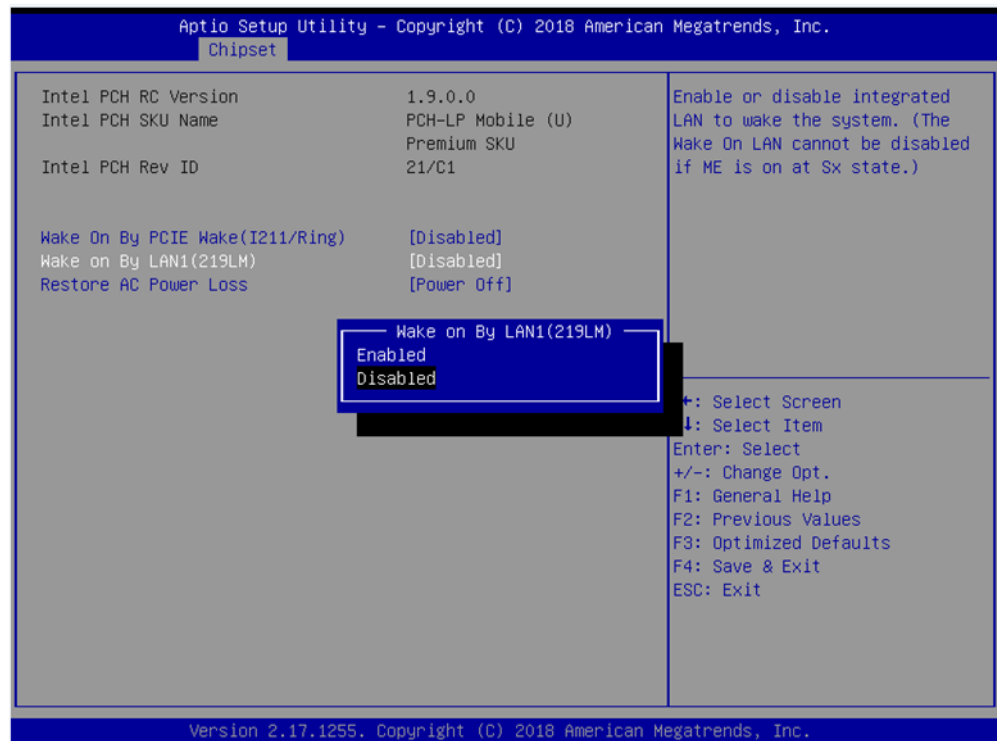 Aptio Setup Utility – Copyright (C) 2018 American Megatrends, Inc.
Chipset
Intel PCH RC Version 1.9.0.0
Intel PCH SKU Name PCH-LP Mobile (U)
Premium SKU
Intel PCH Rev ID 21/C1
Wake On By PCIE Wake(I211/Ring) [Disabled]
Wake on By LAN1(219LM) [Disabled]
Restore AC Power Loss [Power Off]
Wake on By LAN1(219LM)
Enabled
Disabled
Enable or disable integrated
LAN to wake the system. (The
Wake On LAN cannot be disabled
if ME is on at Sx state.)
←: Select Screen
↓: Select Item
Enter: Select
+/-: Change Opt.
F1: General Help
F2: Previous Values
F3: Optimized Defaults
F4: Save & Exit
ESC: Exit
Version 2.17.1255. Copyright (C) 2018 American Megatrends, Inc.